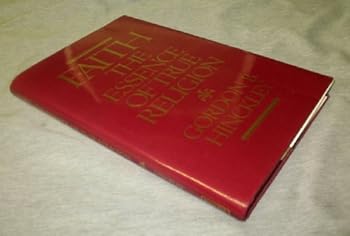 FAITH
THE
ESSENCE
OF TRUE
RELIGION
GORDON B.
HINCKLEY